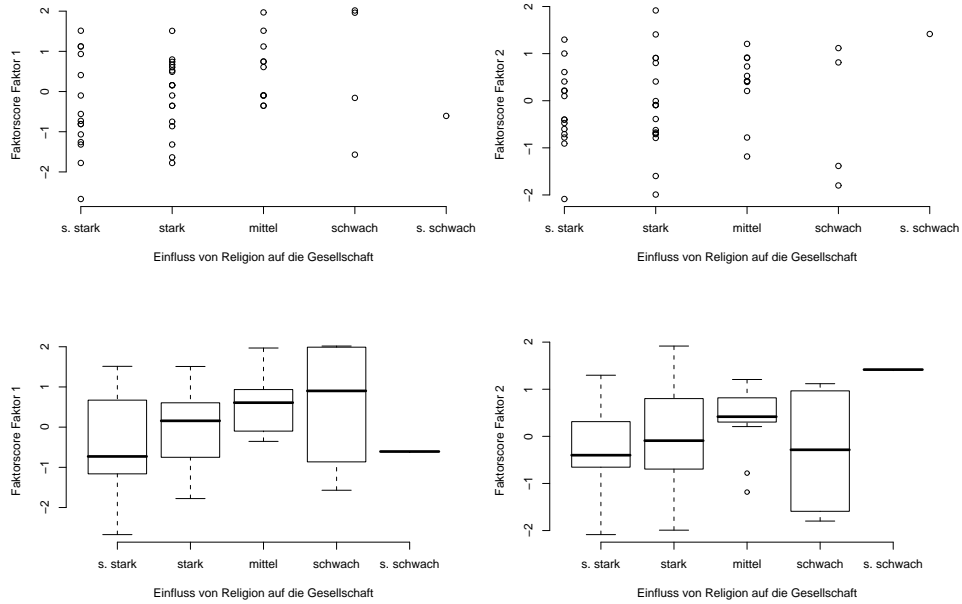 Faktorscore Faktor 1
2
1
0
−1
−2
s. stark stark mittel schwach s. schwach
Einfluss von Religion auf die Gesellschaft
Faktorscore Faktor 2
2
1
0
−1
−2
s. stark stark mittel schwach s. schwach
Einfluss von Religion auf die Gesellschaft
Faktorscore Faktor 1
2
1
0
−1
−2
s. stark stark mittel schwach s. schwach
Einfluss von Religion auf die Gesellschaft
Faktorscore Faktor 2
2
1
0
−1
−2
s. stark stark mittel schwach s. schwach
Einfluss von Religion auf die Gesellschaft